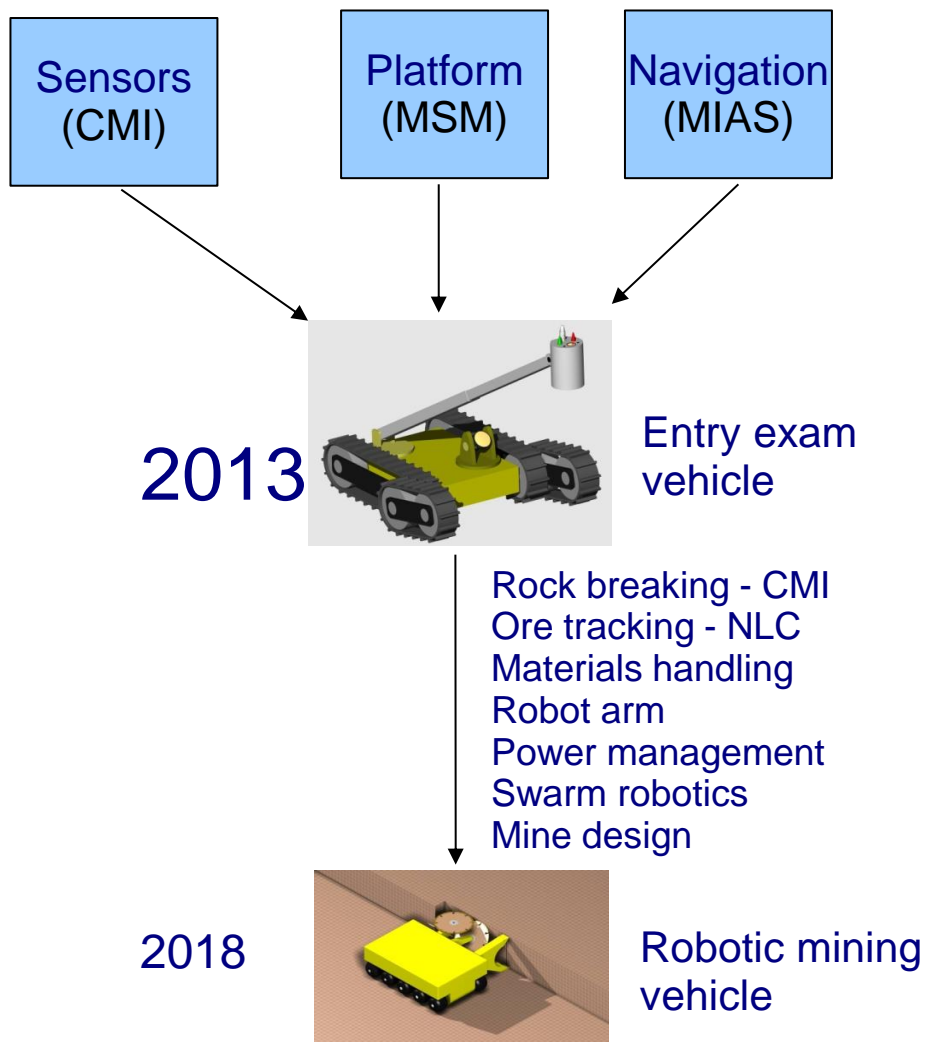 Sensors
(CMI)
Platform
(MSM)
Navigation
(MIAS)
2013
Entry exam
vehicle
Rock breaking - CMI
Ore tracking - NLC
Materials handling
Robot arm
Power management
Swarm robotics
Mine design
2018
Robotic mining
vehicle